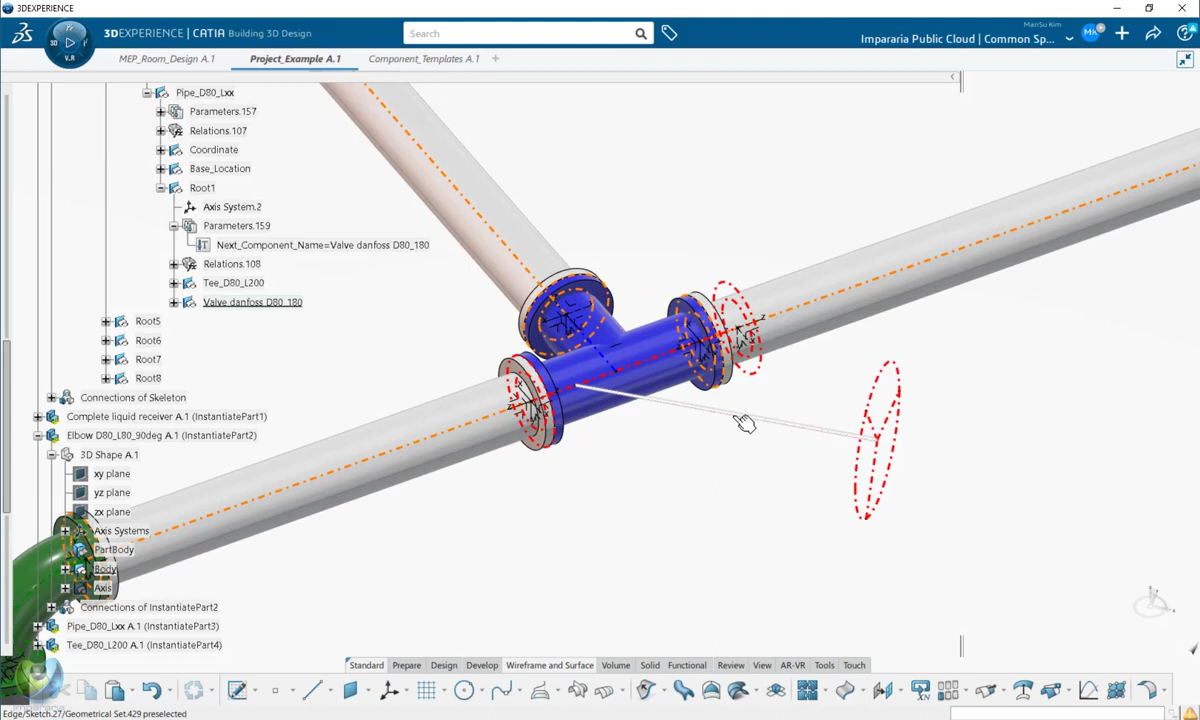 3DEXPERIENCE
3DEXPERIENCE | CATIA Building 3D Design
Search
ManSu Kim
Impararia Public Cloud | Common Sp...
MEP_Room_Design A.1
Project_Example A.1
Component_Templates A.1
Pipe_D80_Lxx
Parameters.157
Relations.107
Coordinate
Base_Location
Root1
Axis System.2
Parameters.159
Next_Component_Name=Valve danfoss D80_180
Relations.108
Tee_D80_L200
Valve danfoss D80_180
Root5
Root6
Root7
Root8
Connections of Skeleton
Complete liquid receiver A.1 (InstantiatePart1)
Elbow D80_L80_90deg A.1 (InstantiatePart2)
3D Shape A.1
xy plane
yz plane
zx plane
Axis Systems
PartBody
Body
Axis
Connections of InstantiatePart2
Pipe_D80_Lxx A.1 (InstantiatePart3)
Tee_D80_L200 A.1 (InstantiatePart4)
Standard Prepare Design Develop Wireframe and Surface Volume Solid Functional Review View AR-VR Tools Touch
Edge/Sketch.27/Geometrical Set.429 preselected